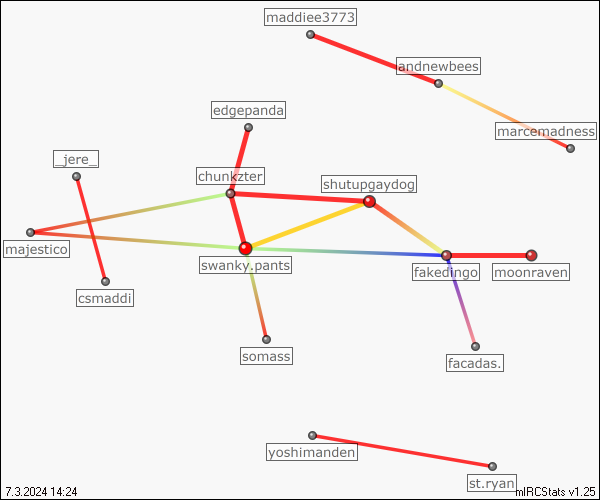 maddiee3773
andnewbees
edgepanda
marcemadness
_jere_
chunkzter
shutupgaydog
majestico
swanky.pants
fakedingo
moonraven
csmaddi
somass
facadas.
yoshimanden
st.ryan
7.3.2024 14:24
mIRCStats v1.25